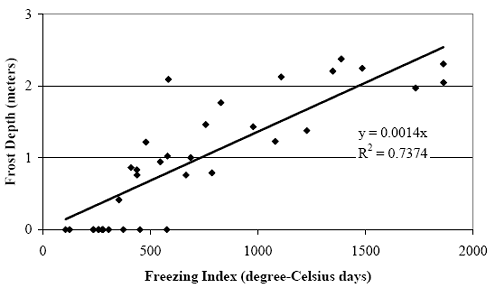 3
2
1
0
0
500
1000
1500
2000
Frost Depth (meters)
Freezing Index (degree-Celsius days)
y = 0.0014x
R² = 0.7374